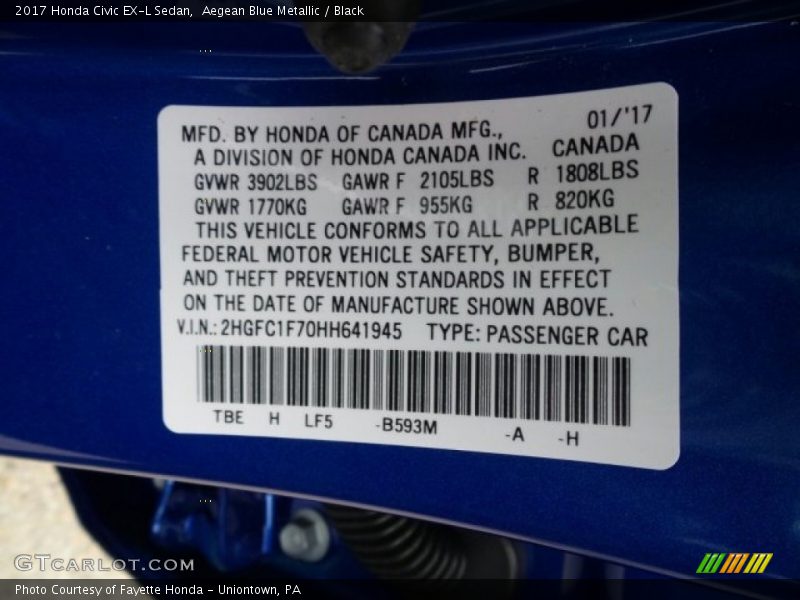 2017 Honda Civic EX-L Sedan,  Aegean Blue Metallic / Black
01/'17
MFD. BY HONDA OF CANADA MFG.,
A DIVISION OF HONDA CANADA INC. CANADA
GVWR 3902LBS GAWR F 2105LBS R 1808LBS
GVWR 1770KG GAWR F 955KG R 820KG
THIS VEHICLE CONFORMS TO ALL APPLICABLE
FEDERAL MOTOR VEHICLE SAFETY, BUMPER,
AND THEFT PREVENTION STANDARDS IN EFFECT
ON THE DATE OF MANUFACTURE SHOWN ABOVE.
V.I.N.: 2HGFC1F70HH641945 TYPE: PASSENGER CAR
TBE H LF5 -B593M -A -H
GTCARLOT.COM
Photo Courtesy of Fayette Honda - Uniontown, PA